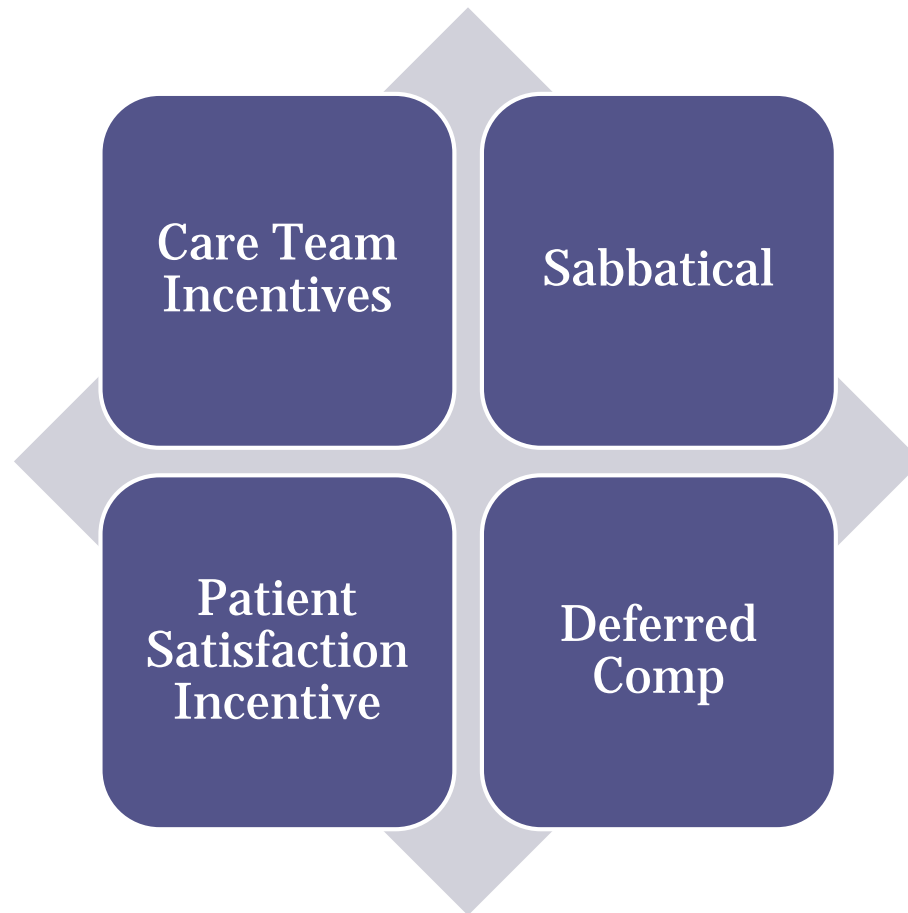 Care Team
Incentives
Sabbatical
Patient
Satisfaction
Incentive
Deferred
Comp